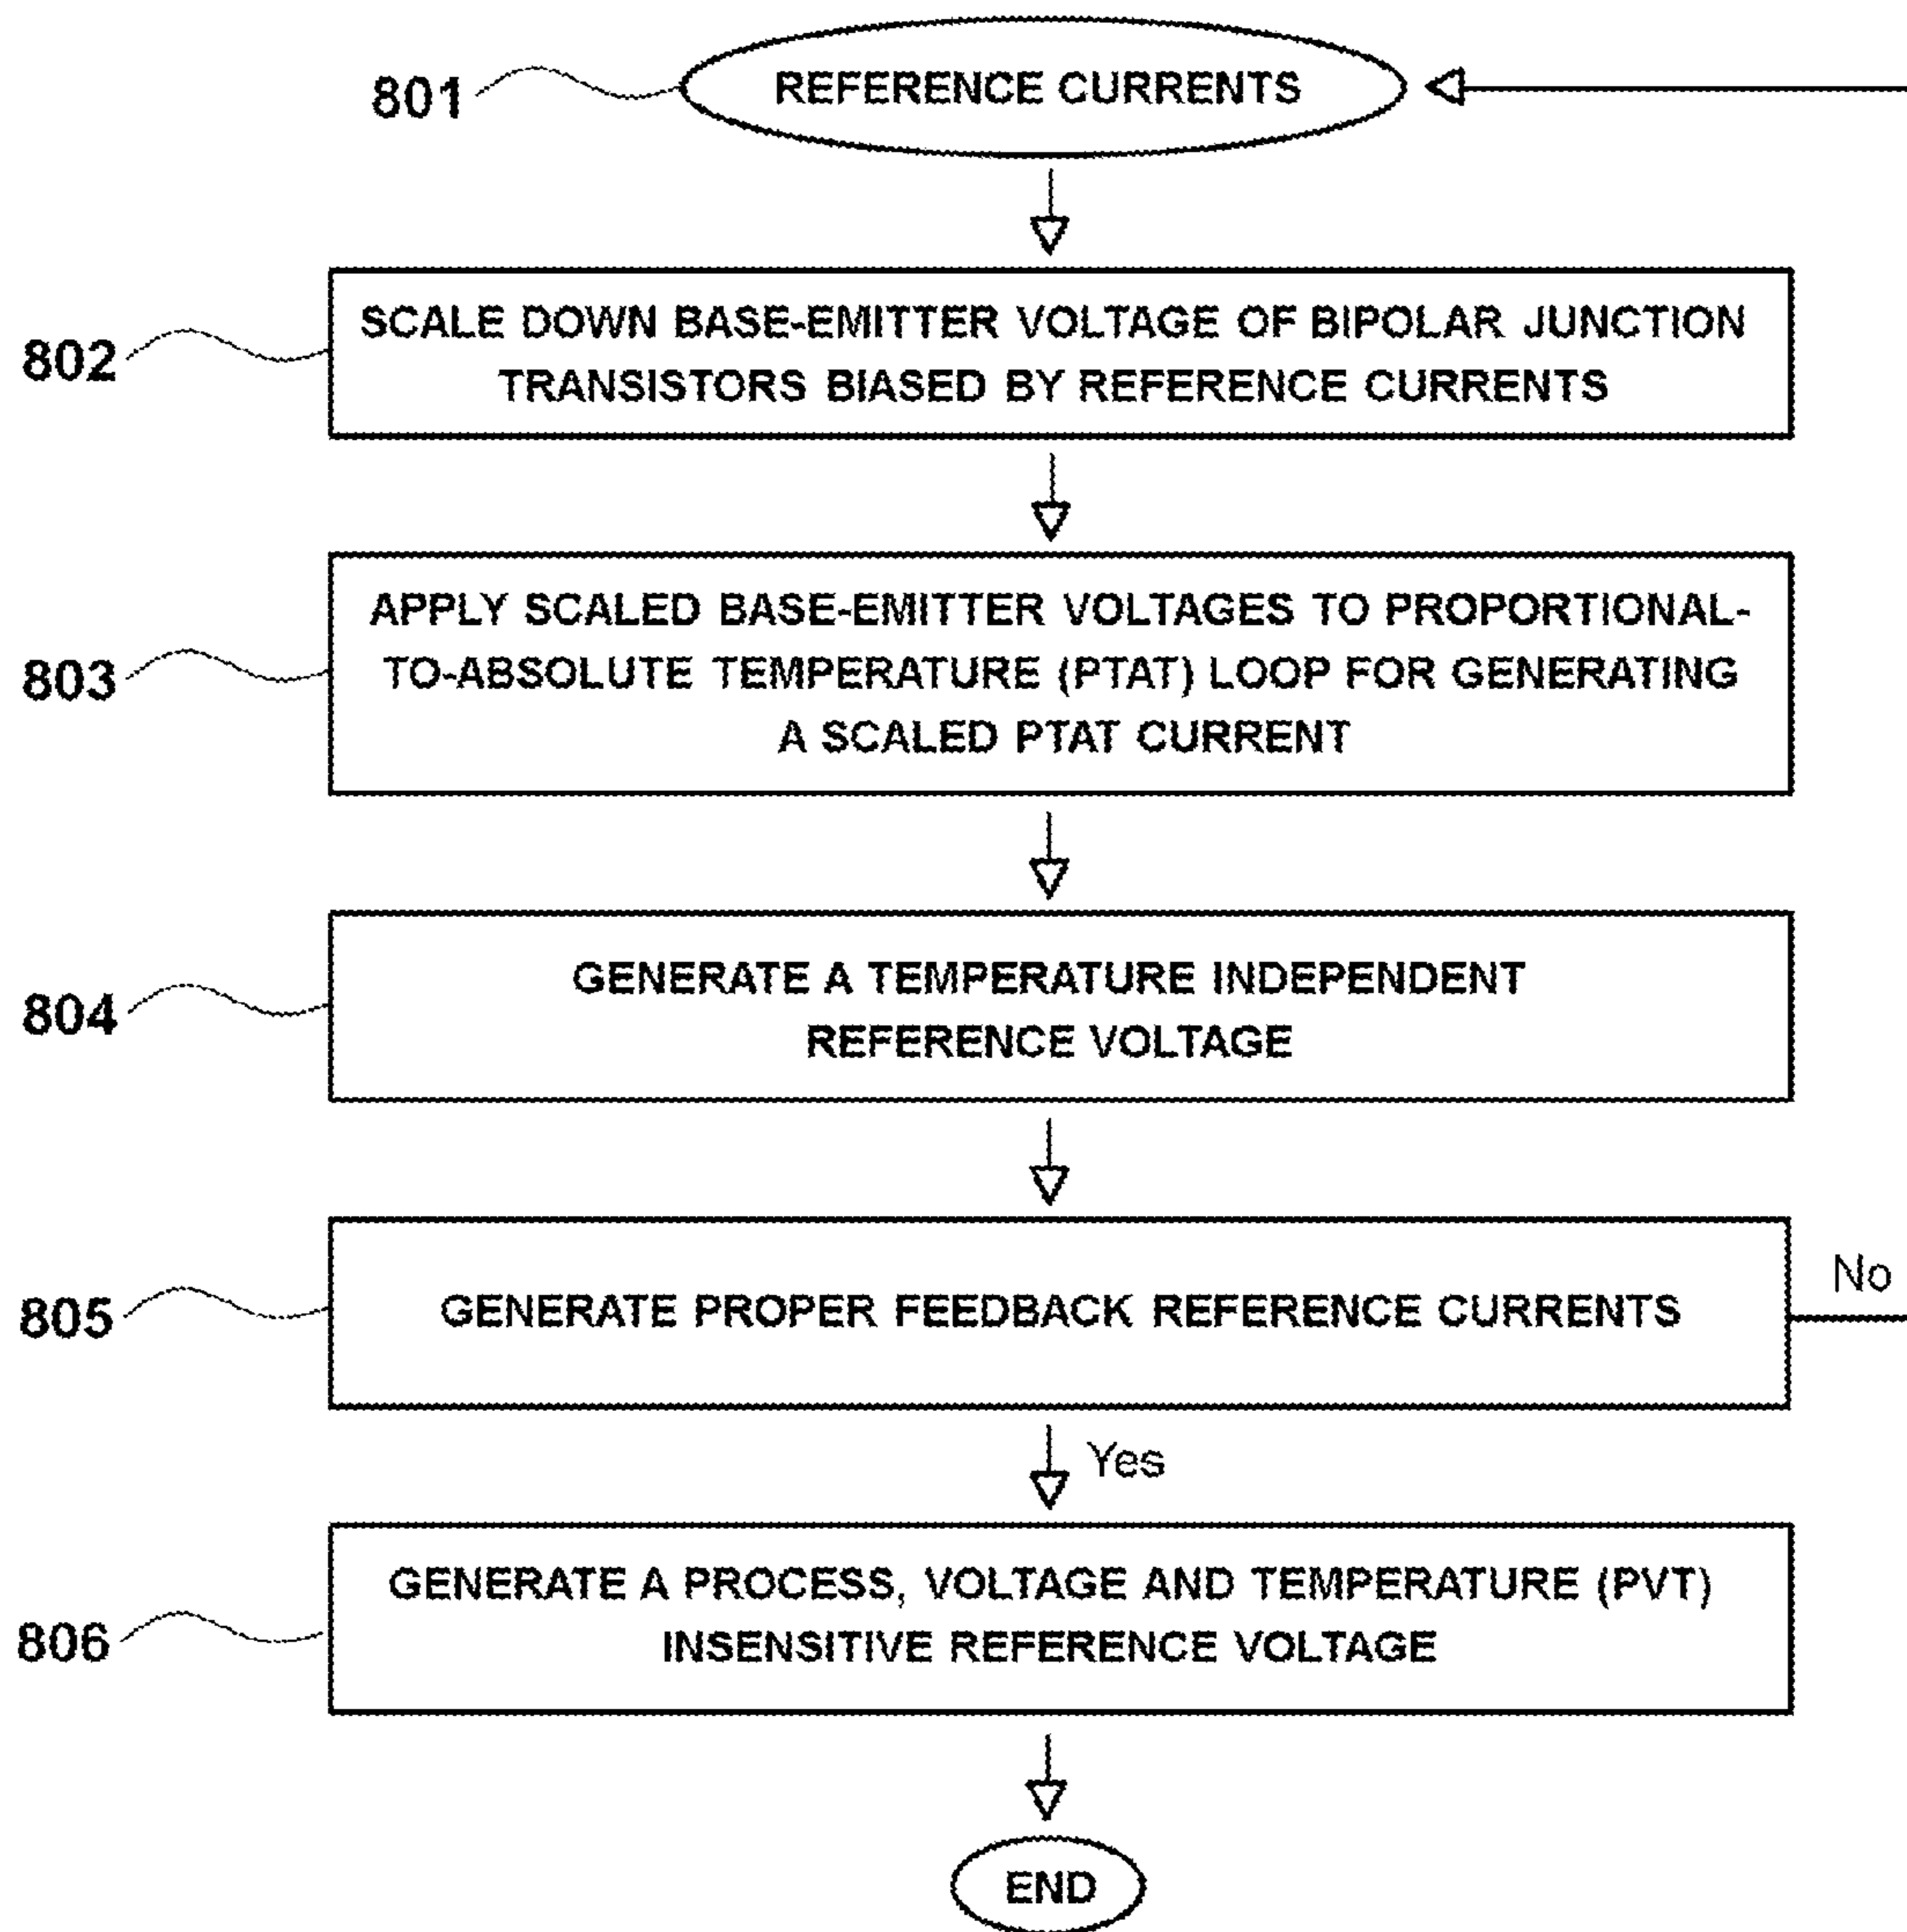 801
REFERENCE CURRENTS
802
SCALE DOWN BASE-EMITTER VOLTAGE OF BIPOLAR JUNCTION
TRANSISTORS BIASED BY REFERENCE CURRENTS
803
APPLY SCALED BASE-EMITTER VOLTAGES TO PROPORTIONAL-
TO-ABSOLUTE TEMPERATURE (PTAT) LOOP FOR GENERATING
A SCALED PTAT CURRENT
804
GENERATE A TEMPERATURE INDEPENDENT
REFERENCE VOLTAGE
805
GENERATE PROPER FEEDBACK REFERENCE CURRENTS
No
Yes
806
GENERATE A PROCESS, VOLTAGE AND TEMPERATURE (PVT)
INSENSITIVE REFERENCE VOLTAGE
END